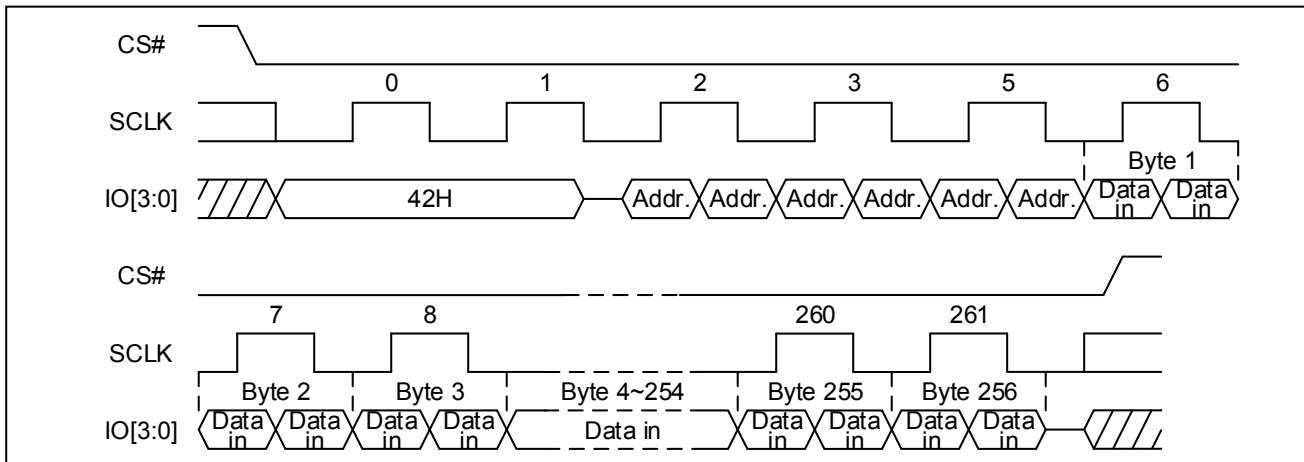 CS#
0 1 2 3 5 6
SCLK
Byte 1
IO[3:0] 42H Addr. Addr. Addr. Addr. Addr. Addr. Data in Data in
CS#
7 8 260 261
SCLK
Byte 2 Byte 3 Byte 4~254 Byte 255 Byte 256
IO[3:0] Data in Data in Data in Data in Data in Data in Data in Data in Data in